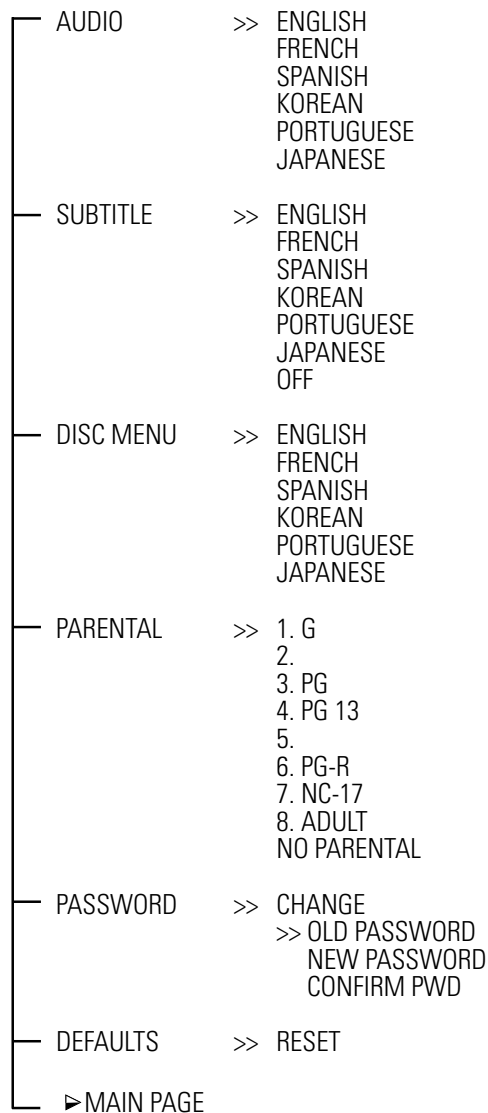 AUDIO >> ENGLISH
FRENCH
SPANISH
KOREAN
PORTUGUESE
JAPANESE
SUBTITLE >> ENGLISH
FRENCH
SPANISH
KOREAN
PORTUGUESE
JAPANESE
OFF
DISC MENU >> ENGLISH
FRENCH
SPANISH
KOREAN
PORTUGUESE
JAPANESE
PARENTAL >> 1. G
2.
3. PG
4. PG 13
5.
6. PG-R
7. NC-17
8. ADULT
NO PARENTAL
PASSWORD >> CHANGE
>> OLD PASSWORD
NEW PASSWORD
CONFIRM PWD
DEFAULTS >> RESET
MAIN PAGE